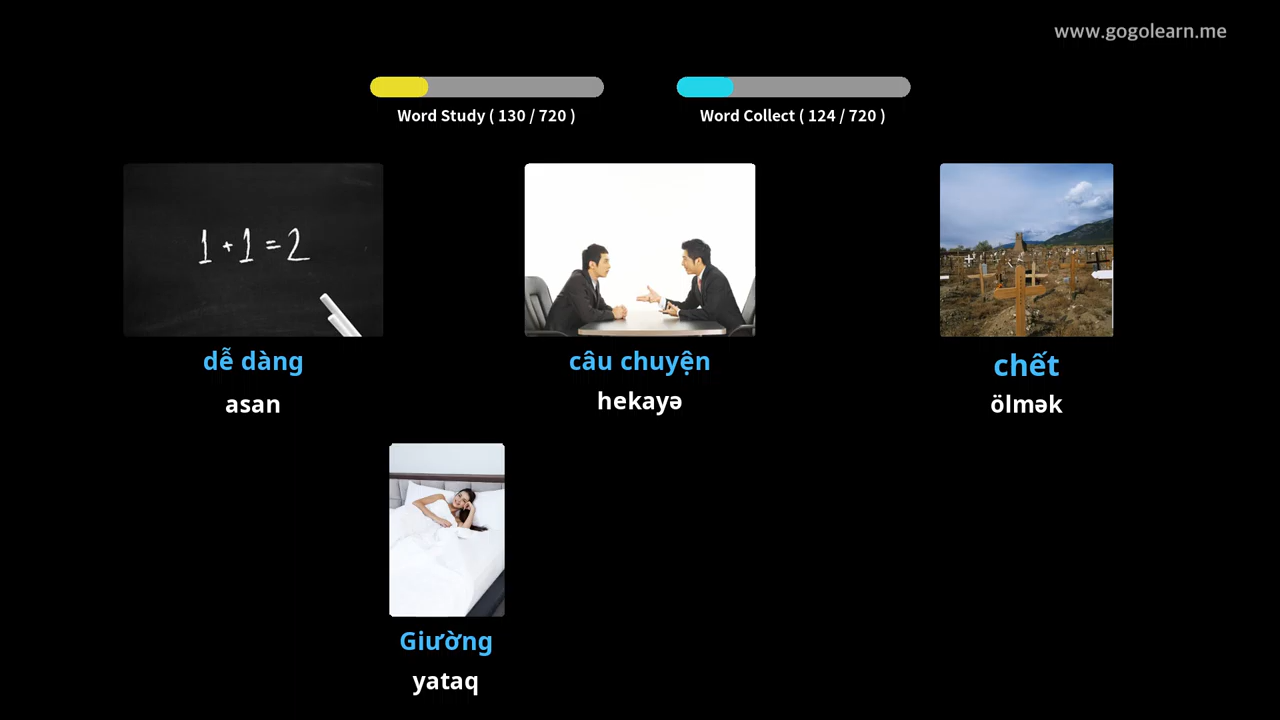 www.gogolearn.me
Word Study ( 130 / 720 )
Word Collect ( 124 / 720 )
1 + 1 = 2
dễ dàng
asan
câu chuyện
hekayə
chết
ölmək
Giường
yataq